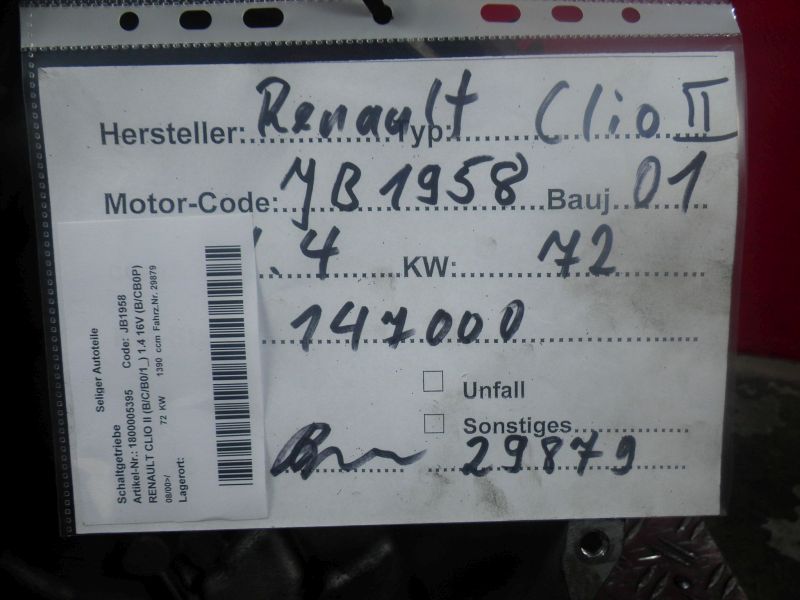 Hersteller: Renault Typ: Clio II
Motor-Code: JB1958 Bauj. 01
.4 KW: 72
147000
Unfall
Sonstiges
29879
Seliger Autoteile
Schaltgetriebe
Artikel-Nr.: 1800005395 Code: JB1958
RENAULT CLIO II (B/C/B0/1_) 1.4 16V (B/CB0P)
72 KW 1390 ccm Fahrz.Nr. 29879
08/00>/
Lagerort: